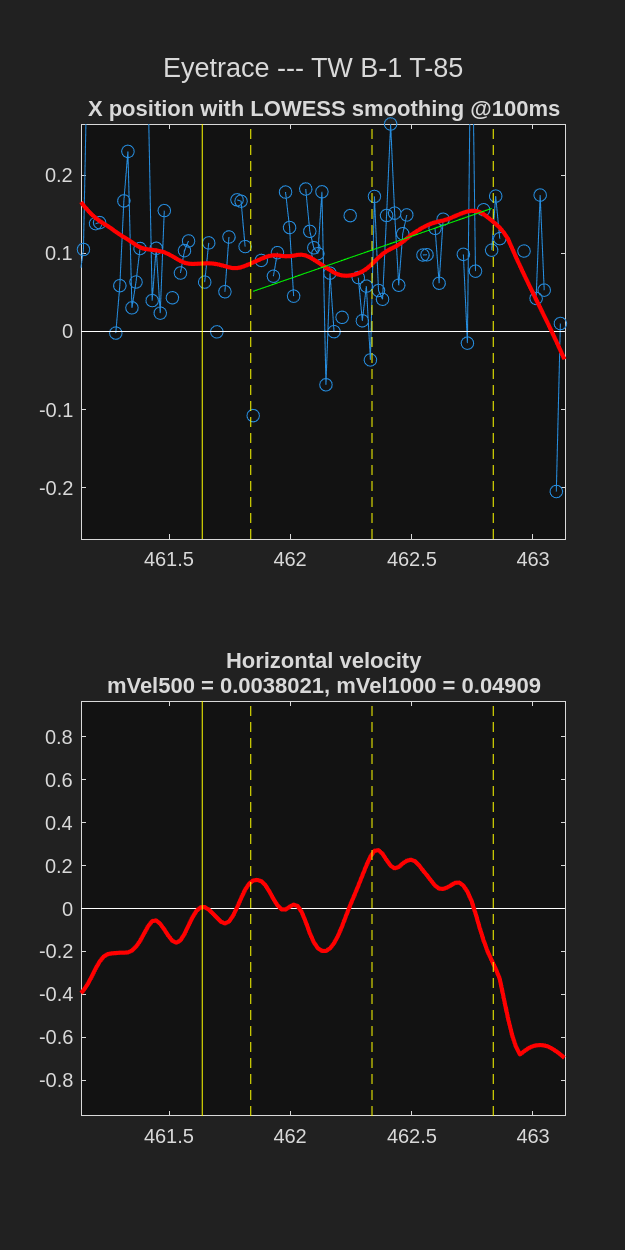 Eyetrace --- TW B-1 T-85
X position with LOWESS smoothing @100ms
0.2
0.1
0
-0.1
-0.2
461.5 462 462.5 463
Horizontal velocity
mVel500 = 0.0038021, mVel1000 = 0.04909
0.8
0.6
0.4
0.2
0
-0.2
-0.4
-0.6
-0.8
461.5 462 462.5 463